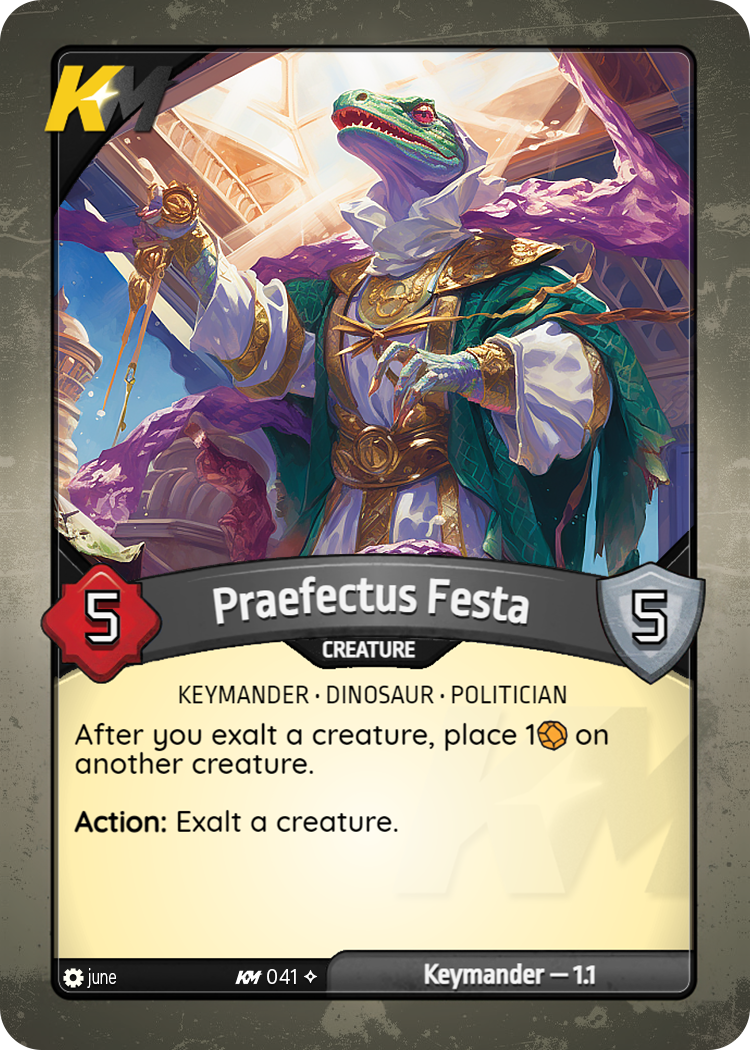 KM
Praefectus Festa
5
5
CREATURE
KEYMANDER • DINOSAUR • POLITICIAN
After you exalt a creature, place 1 on
another creature.
Action: Exalt a creature.
june
KM 041
Keymander – 1.1